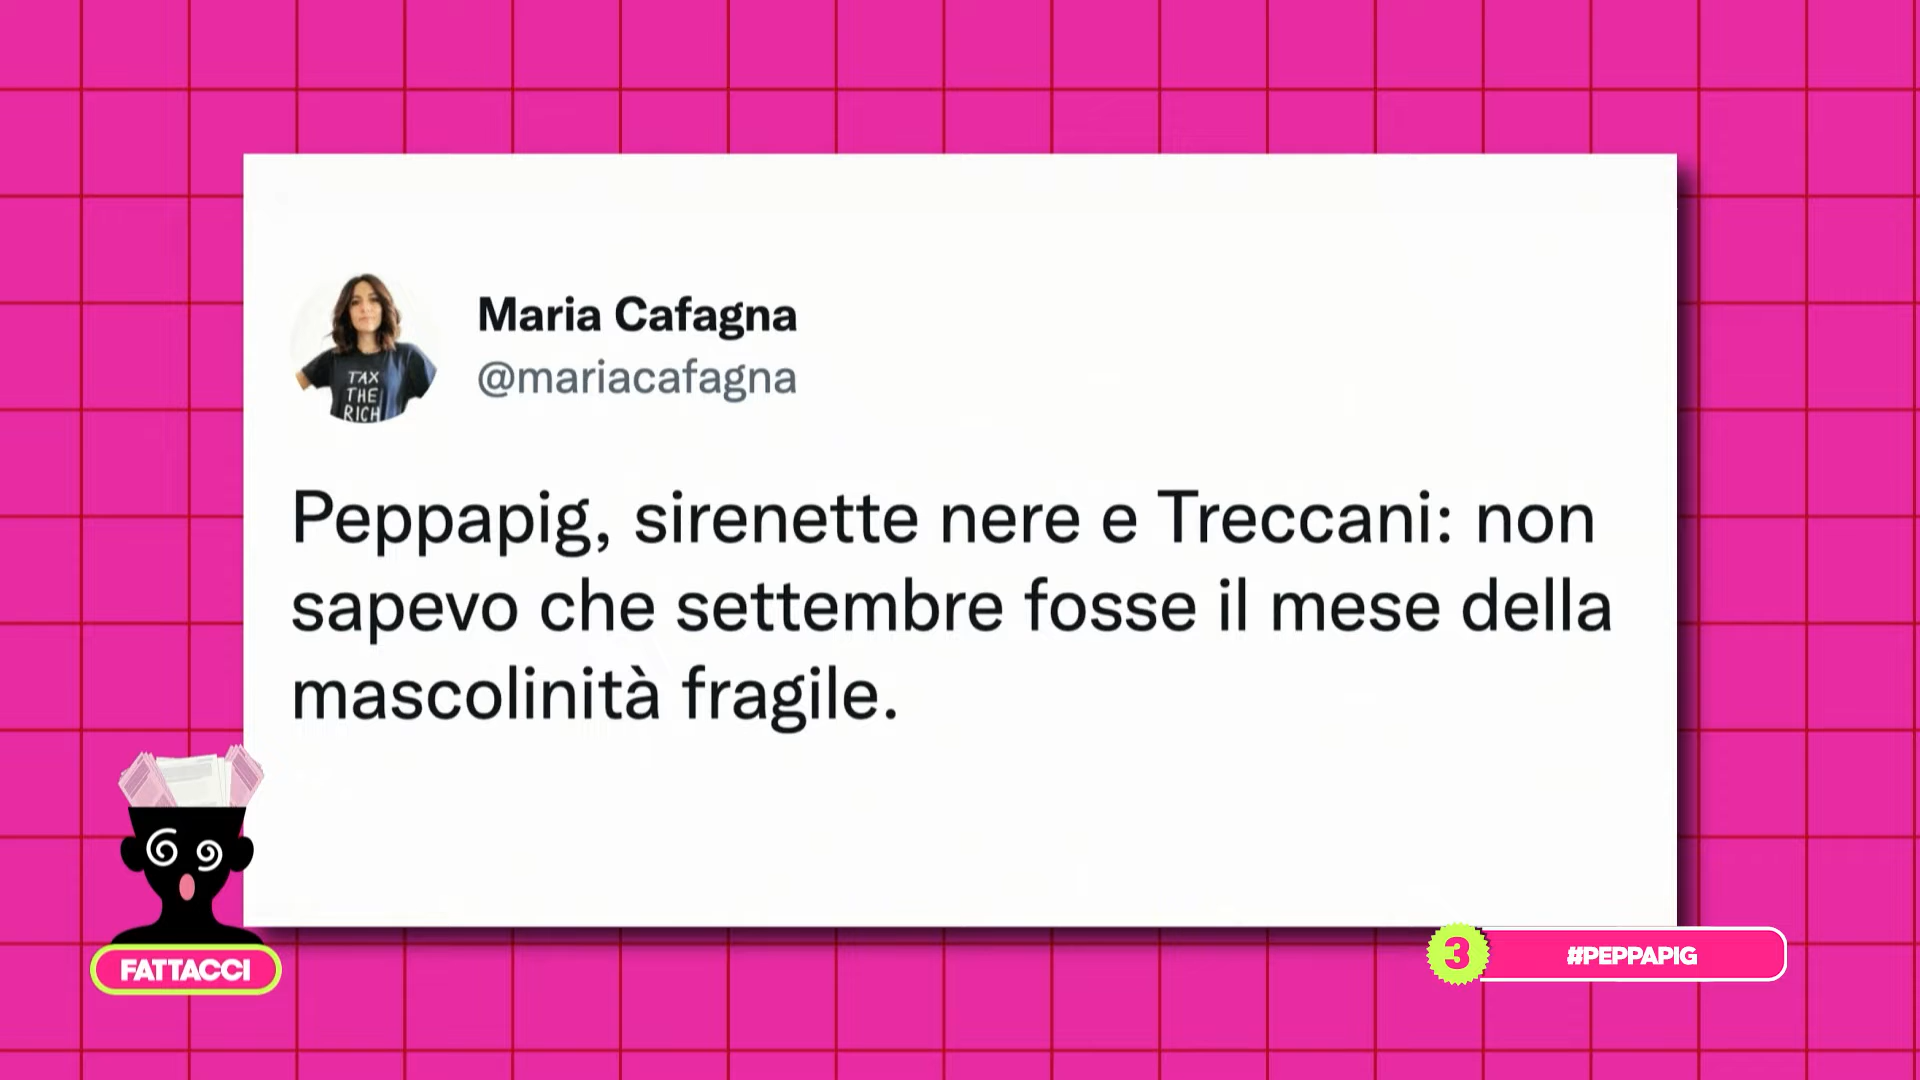 Maria Cafagna
@mariacafagna
TAX
THE
RICH
Peppapig, sirenette nere e Treccani: non
sapevo che settembre fosse il mese della
mascolinità fragile.
FATTACCI
3
#PEPPAPIG